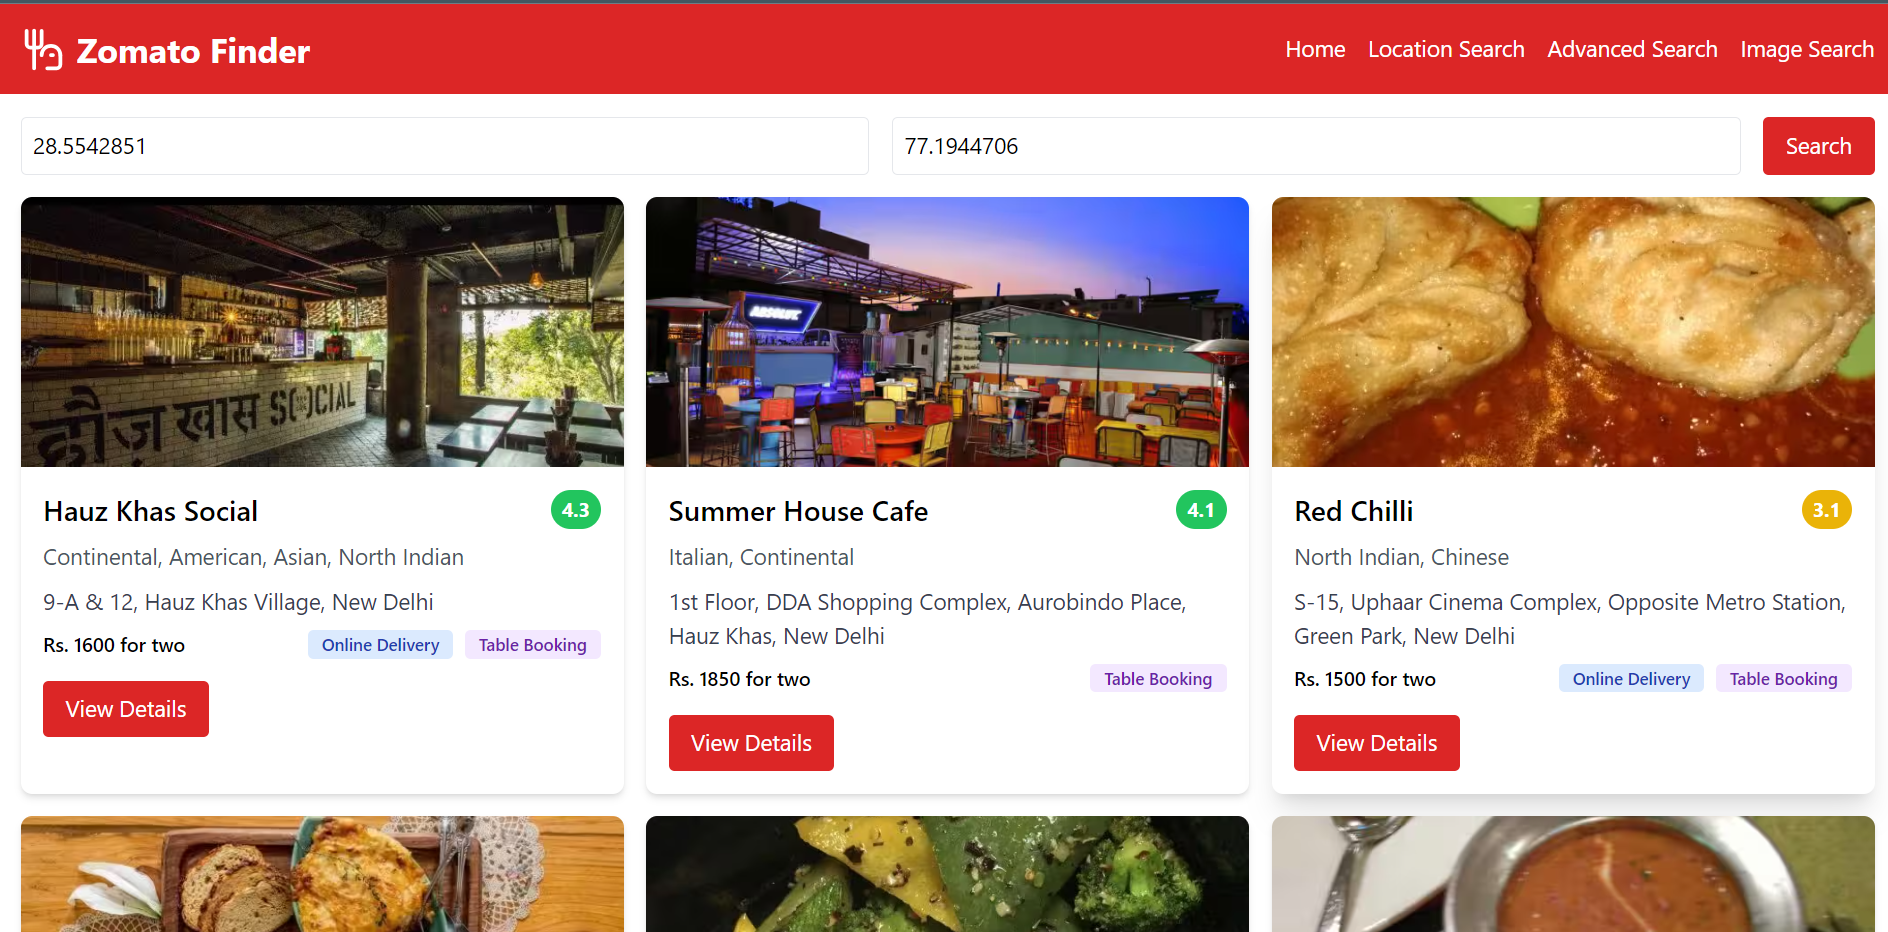 Zomato Finder
Home
Location Search
Advanced Search
Image Search
28.5542851
77.1944706
Search
हौज़ खास SOCIAL
ABSOLUT
Hauz Khas Social
4.3
Continental, American, Asian, North Indian
9-A & 12, Hauz Khas Village, New Delhi
Rs. 1600 for two
Online Delivery
Table Booking
View Details
Summer House Cafe
4.1
Italian, Continental
1st Floor, DDA Shopping Complex, Aurobindo Place,
Hauz Khas, New Delhi
Rs. 1850 for two
Table Booking
View Details
Red Chilli
3.1
North Indian, Chinese
S-15, Uphaar Cinema Complex, Opposite Metro Station,
Green Park, New Delhi
Rs. 1500 for two
Online Delivery
Table Booking
View Details